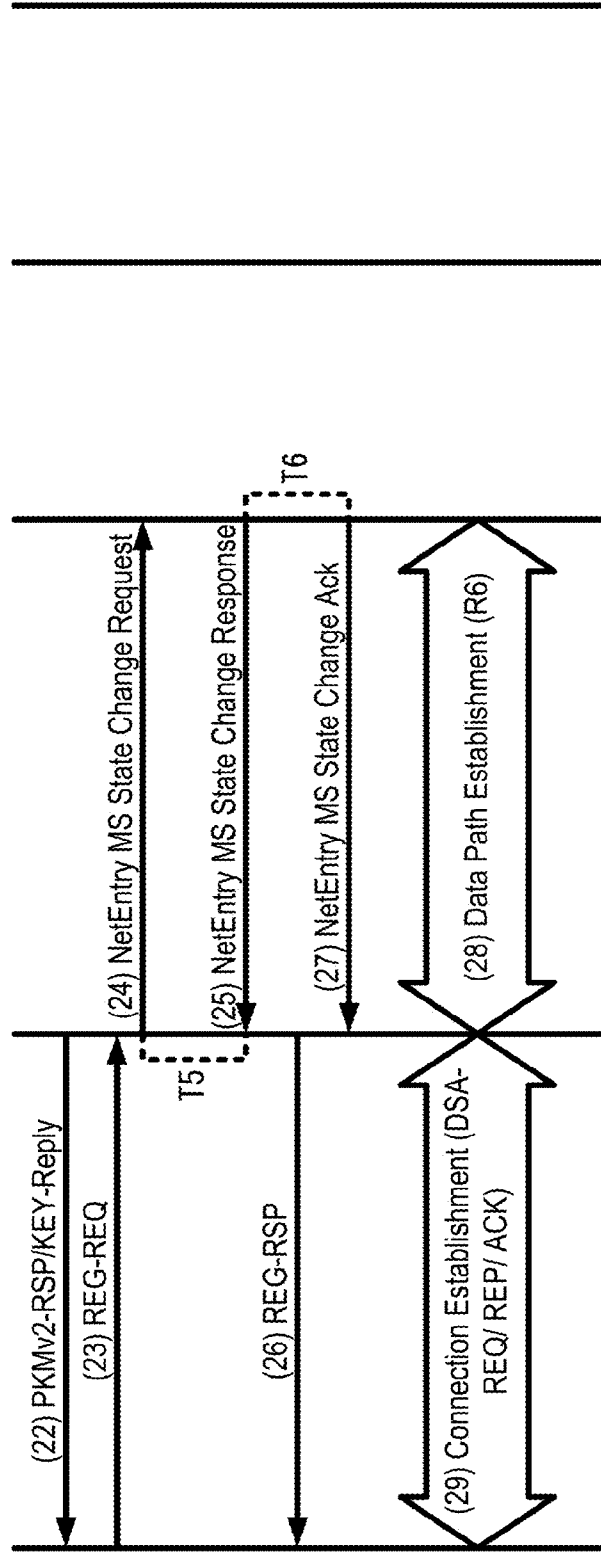 (22) PKMv2-RSP/KEY-Reply
(23) REG-REQ
(24) NetEntry MS State Change Request
T5
(25) NetEntry MS State Change Response
T6
(26) REG-RSP
(27) NetEntry MS State Change Ack
(29) Connection Establishment (DSA-
REQ/ REP/ ACK)
(28) Data Path Establishment (R6)